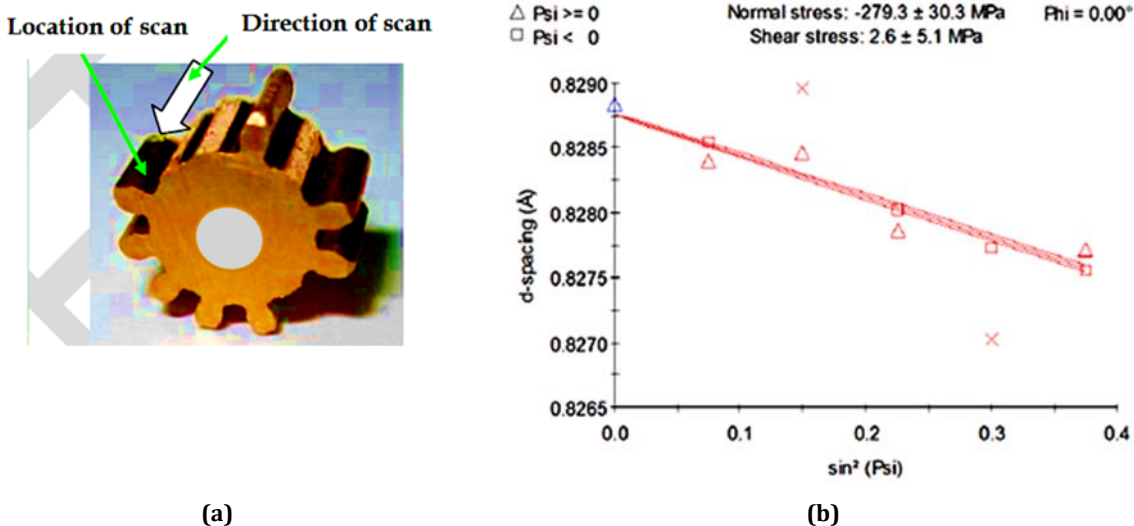 Location of scan
Direction of scan
(a)
△ Psi >= 0
□ Psi < 0
Normal stress: -279.3 ± 30.3 MPa
Shear stress: 2.6 ± 5.1 MPa
Phi = 0.00°
d-spacing (Å)
0.8290
0.8285
0.8280
0.8275
0.8270
0.8265
0.0 0.1 0.2 0.3 0.4
sin² (Psi)
(b)